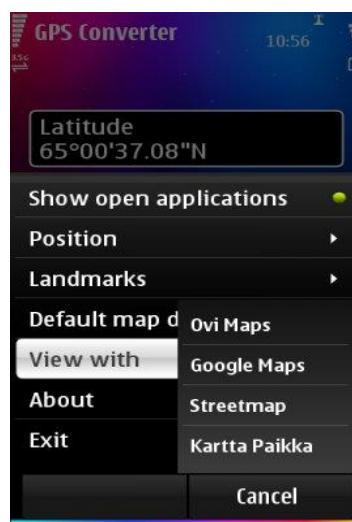 GPS Converter
10:56
Latitude
65°00'37.08"N
Show open applications
Position
Landmarks
Default map d
Ovi Maps
View with
Google Maps
Streetmap
About
Kartta Paikka
Exit
Cancel